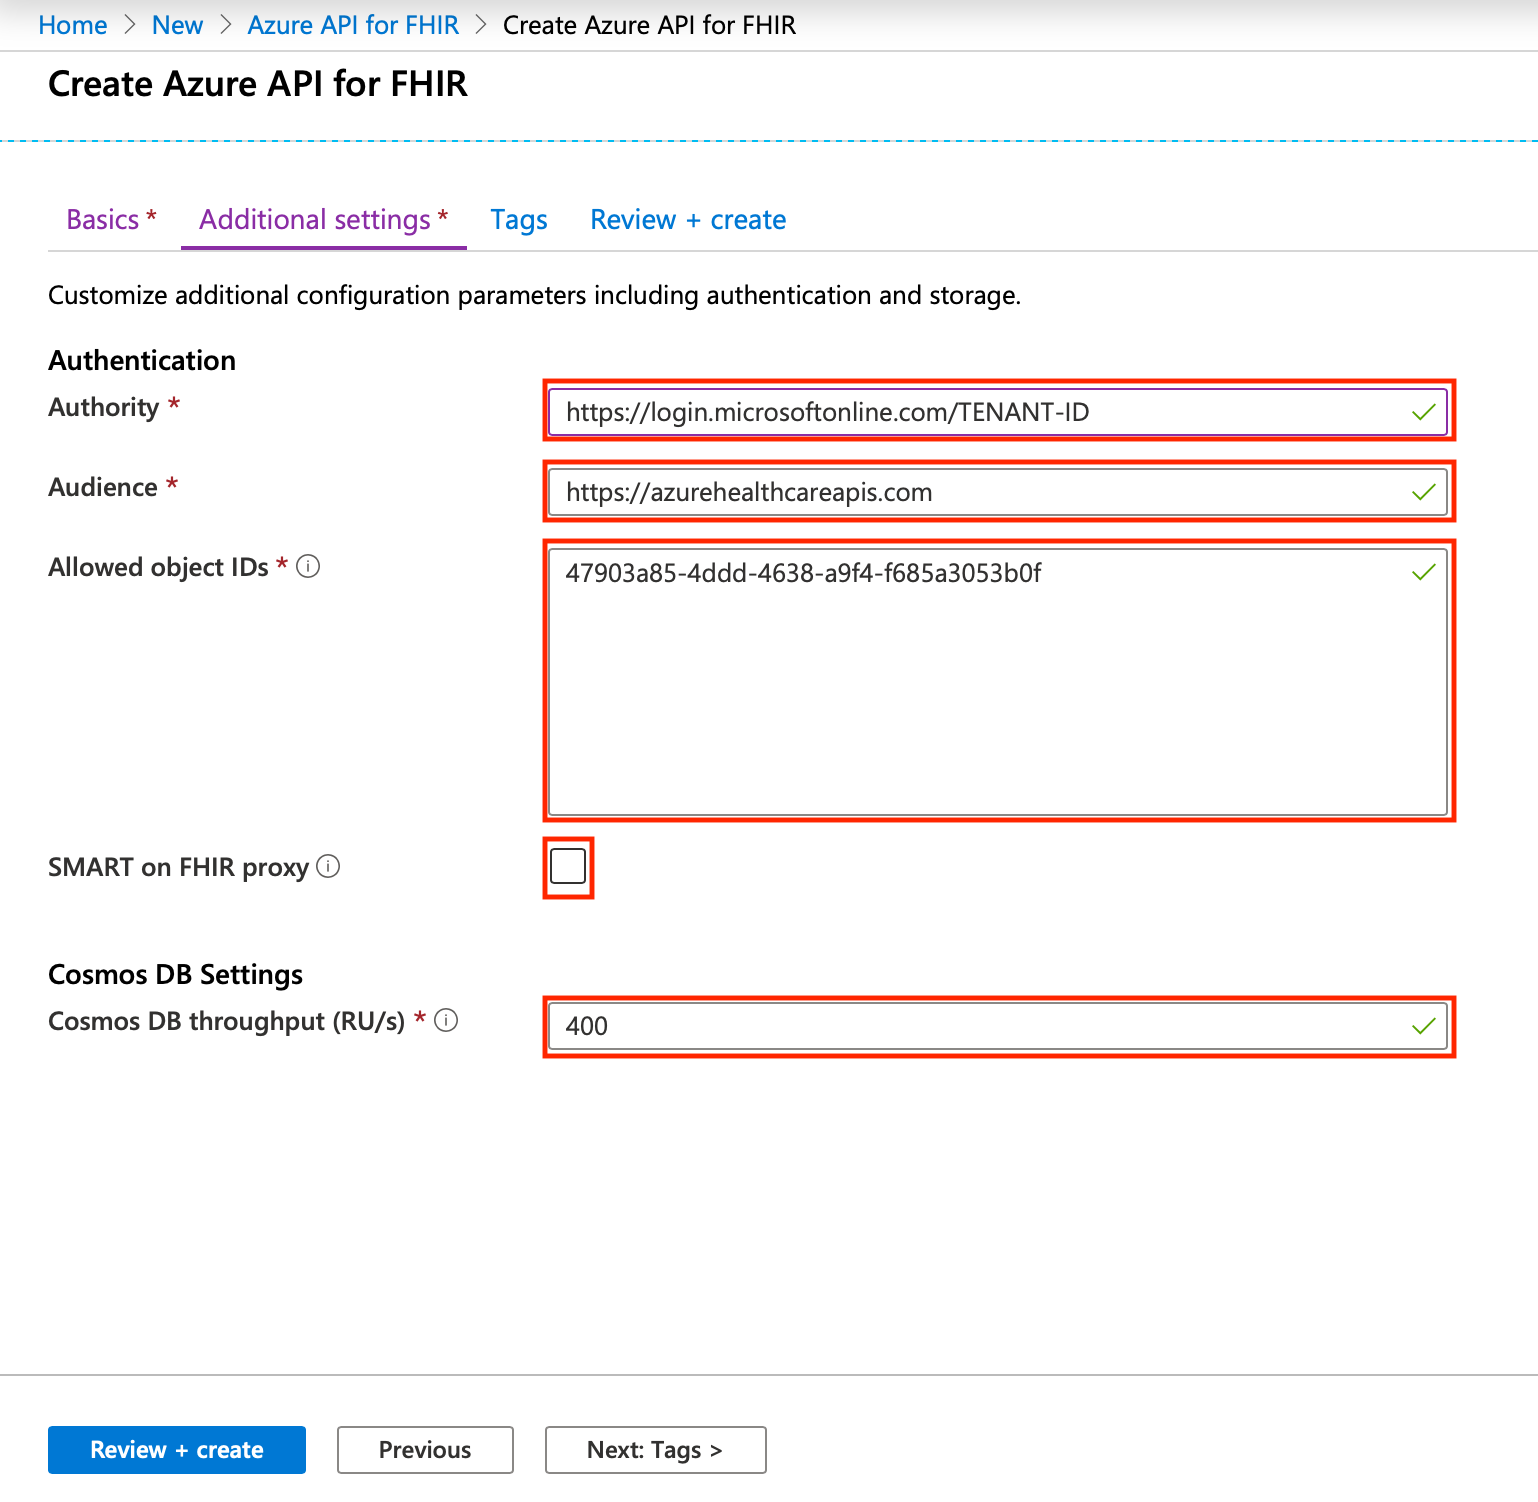 Home > New > Azure API for FHIR > Create Azure API for FHIR
Create Azure API for FHIR
Basics * Additional settings * Tags Review + create
Customize additional configuration parameters including authentication and storage.
Authentication
Authority * https://login.microsoftonline.com/TENANT-ID
Audience * https://azurehealthcareapis.com
Allowed object IDs * 47903a85-4ddd-4638-a9f4-f685a3053b0f
SMART on FHIR proxy
Cosmos DB Settings
Cosmos DB throughput (RU/s) * 400
Review + create Previous Next: Tags >